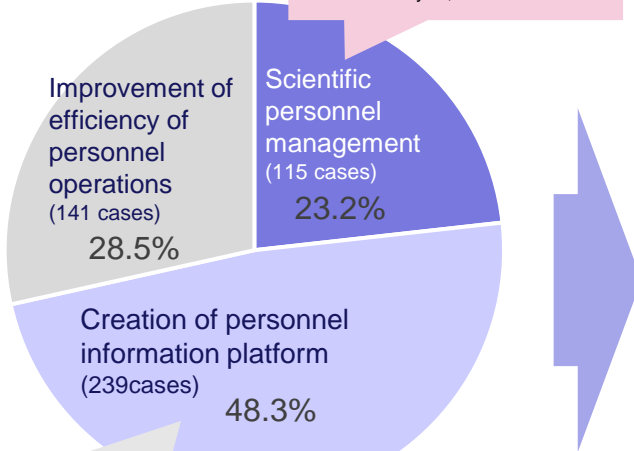 Scientific
personnel
management
(115 cases)
23.2%
Improvement of
efficiency of
personnel
operations
(141 cases)
28.5%
Creation of personnel
information platform
(239cases)
48.3%